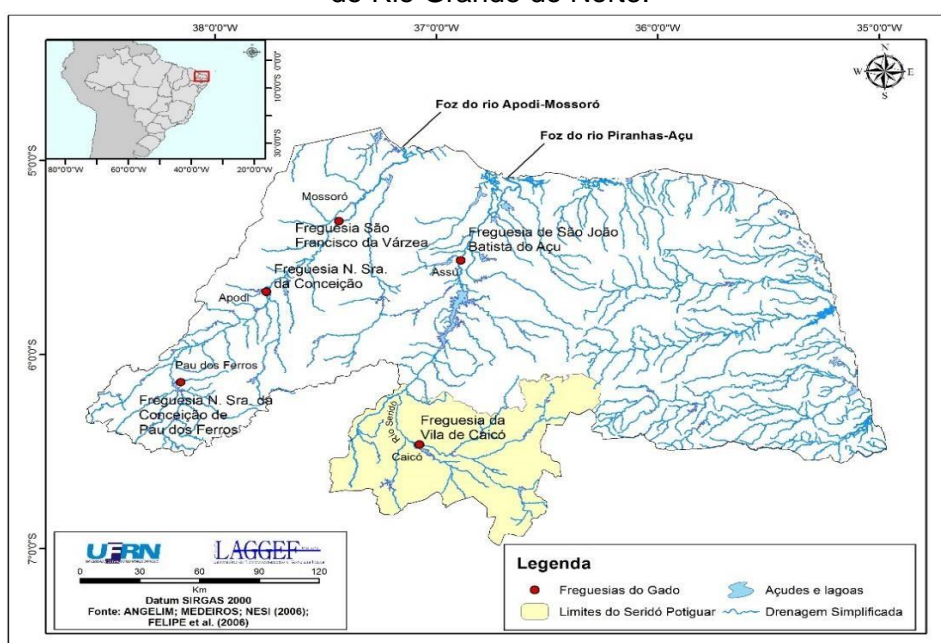 do Rio Grande do Norte.
38°0'0"O
37°0'0"O
36°0'0"O
35°0'0"O
0°0'0"
10°0'0"S
20°0'0"S
30°0'0"S
80°0'0"O
60°0'0"O
40°0'0"O
20°0'0"O
N
W
E
S
Foz do rio Apodi-Mossoró
Foz do rio Piranhas-Açu
5°0'0"S
Mossoró
Freguesia São
Francisco da Várzea
Freguesia de São João
Batista do Açu
Assú
Freguesia N. Sra.
da Conceição
Apodi
6°0'0"S
Pau dos Ferros
Freguesia N. Sra. da
Conceição de
Pau dos Ferros
Rio Seridó
Freguesia da
Vila de Caicó
Caicó
7°0'0"S
UFRN
LAGGEF
0 30 60 90 120
Km
Datum SIRGAS 2000
Fonte: ANGELIM; MEDEIROS; NESI (2006);
FELIPE et al. (2006)
Legenda
Freguesias do Gado
Açudes e lagoas
Limites do Seridó Potiguar
Drenagem Simplificada